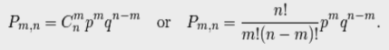 $P_{m,n} = C_n^m p^m q^{n-m}$ or $P_{m,n} = \frac{n!}{m!(n-m)!} p^m q^{n-m}.$